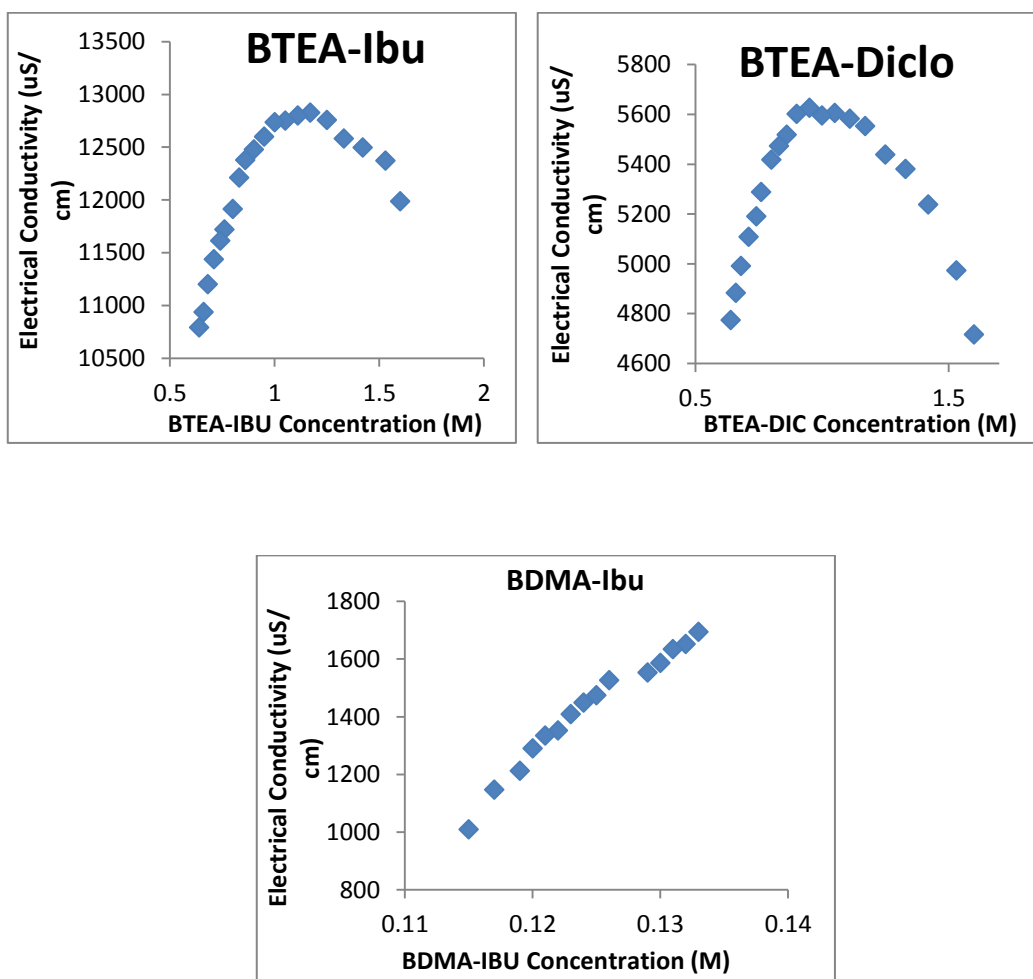 BTEA-Ibu
Electrical Conductivity (uS/
cm)
13500
13000
12500
12000
11500
11000
10500
0.5 1 1.5 2
BTEA-IBU Concentration (M)
BTEA-Diclo
Electrical Conductivity (uS/
cm)
5800
5600
5400
5200
5000
4800
4600
0.5 1.5
BTEA-DIC Concentration (M)
BDMA-Ibu
Electrical Conductivity (uS/
cm)
1800
1600
1400
1200
1000
800
0.11 0.12 0.13 0.14
BDMA-IBU Concentration (M)